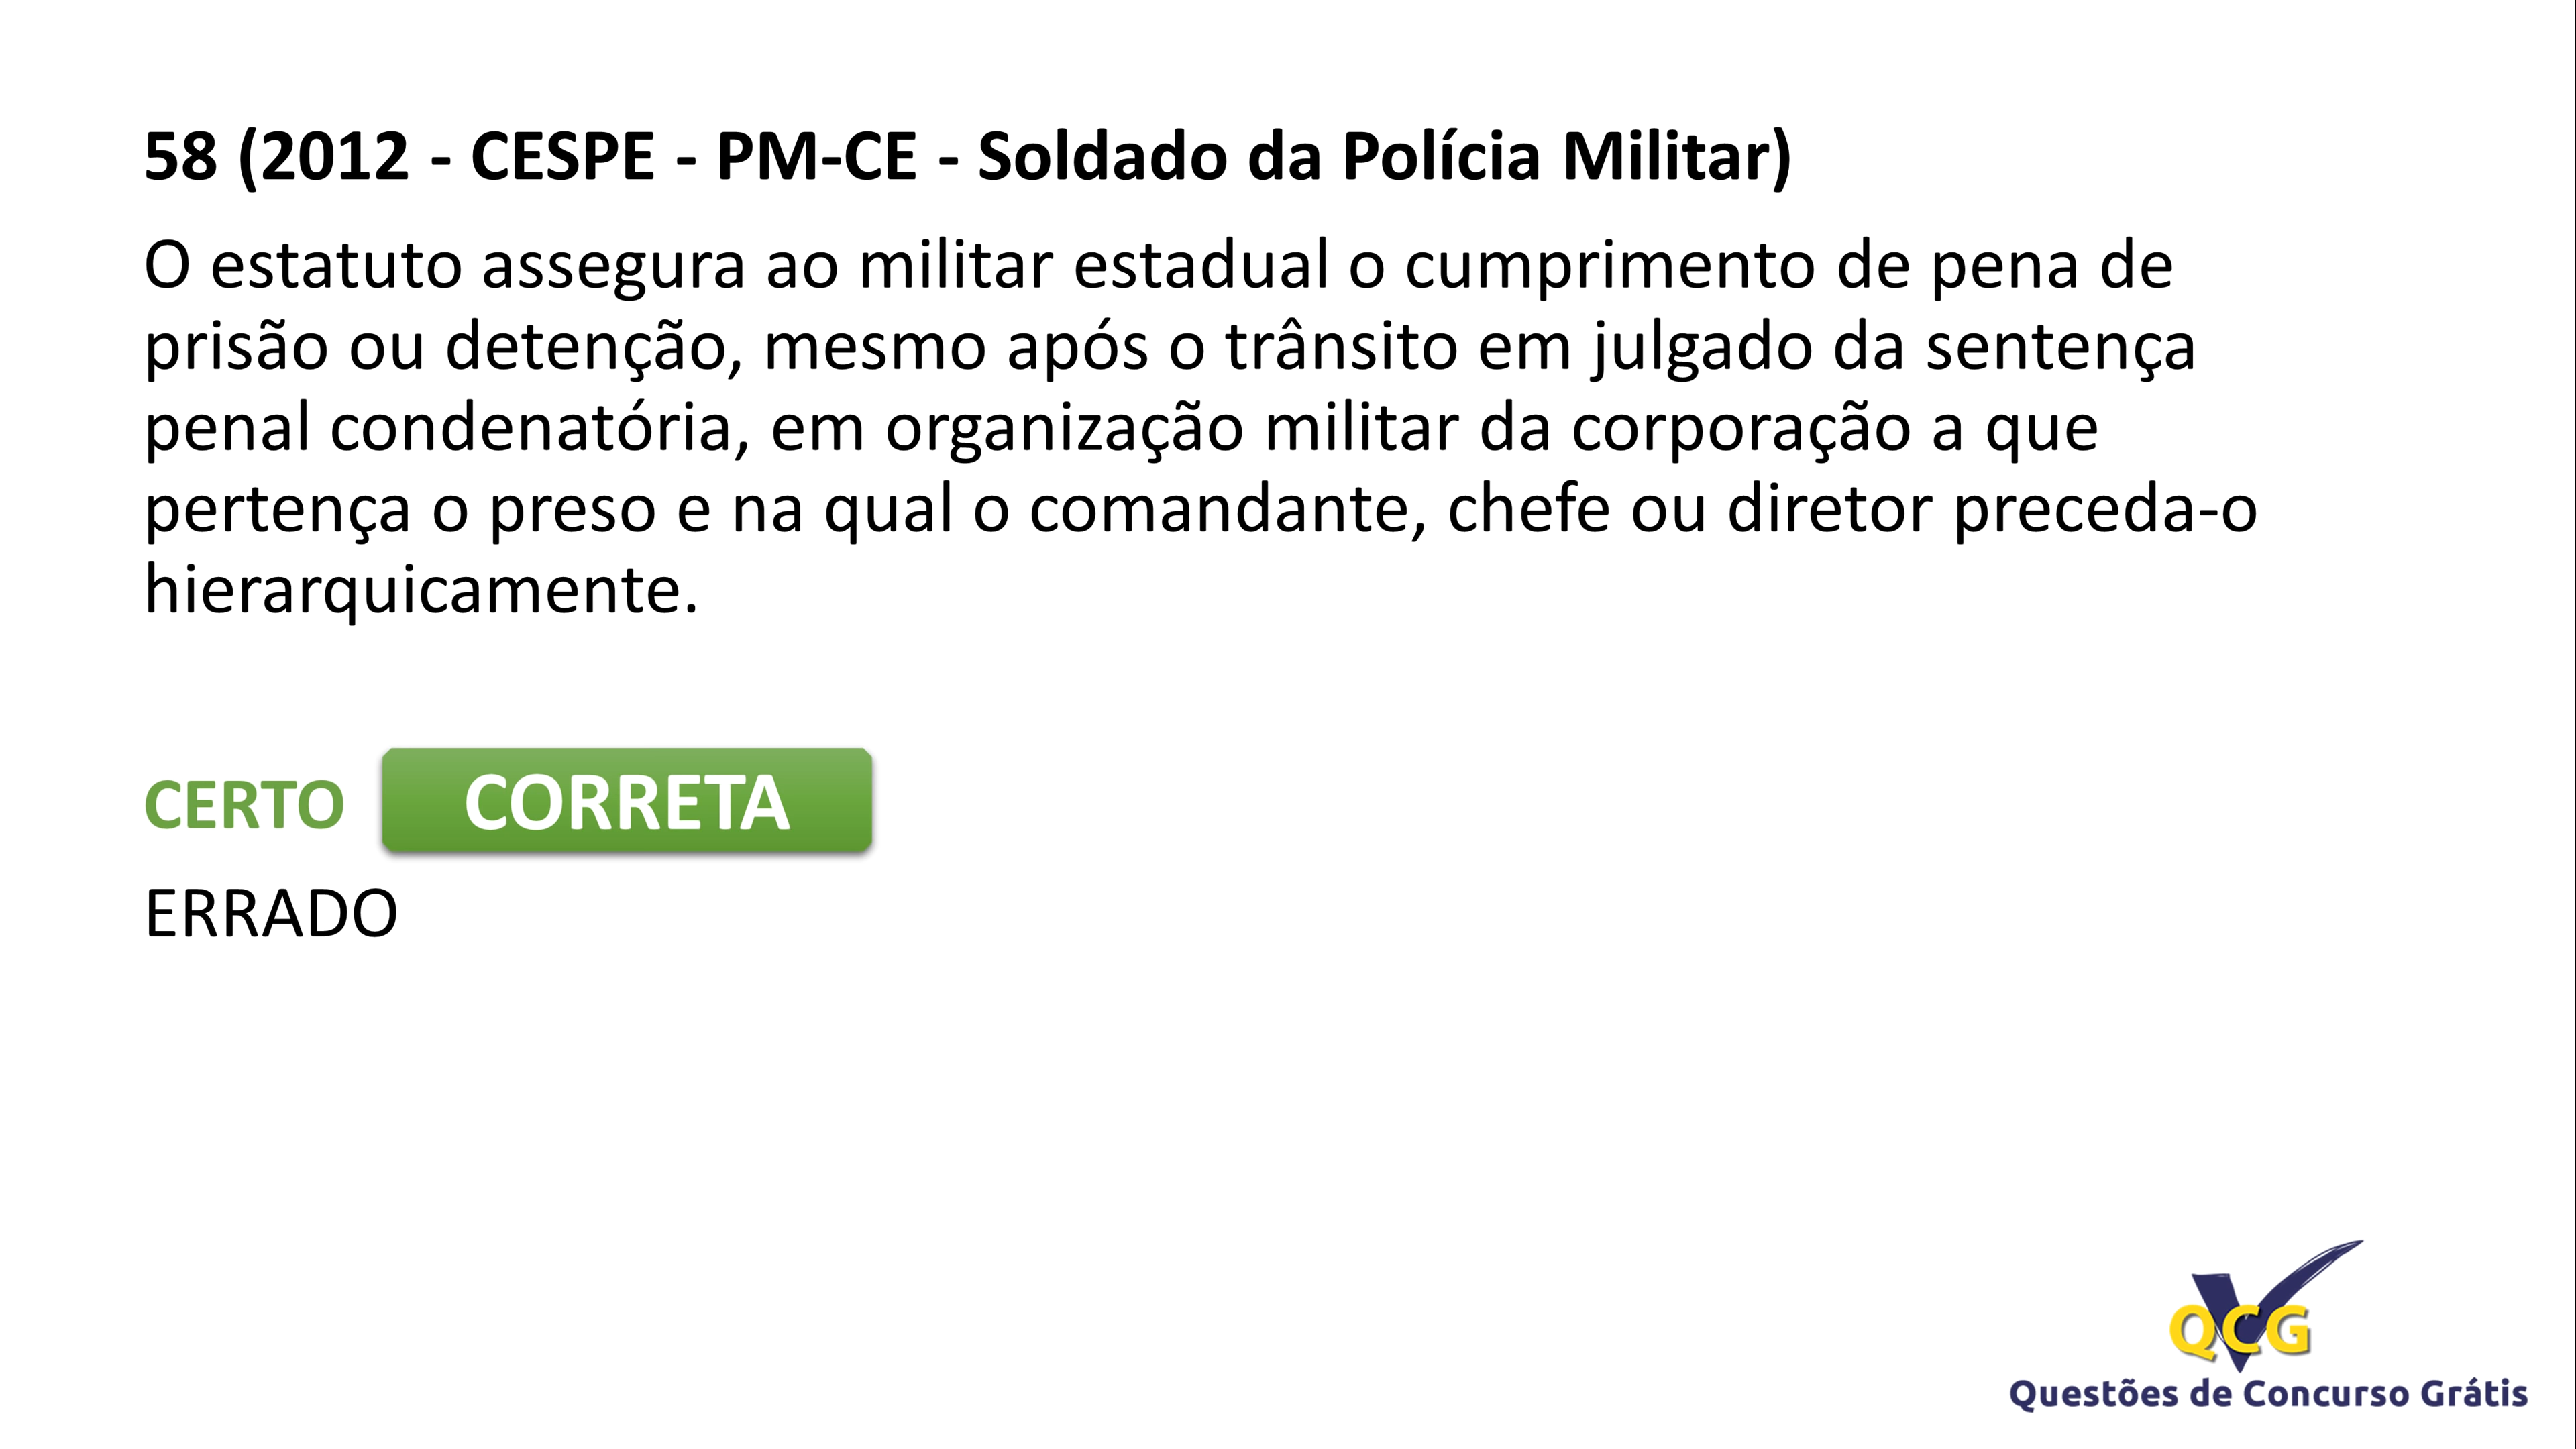 58 (2012 - CESPE - PM-CE - Soldado da Polícia Militar)
O estatuto assegura ao militar estadual o cumprimento de pena de
prisão ou detenção, mesmo após o trânsito em julgado da sentença
penal condenatória, em organização militar da corporação a que
pertença o preso e na qual o comandante, chefe ou diretor preceda-o
hierarquicamente.
CERTO CORRETA
ERRADO
QCG
Questões de Concurso Grátis